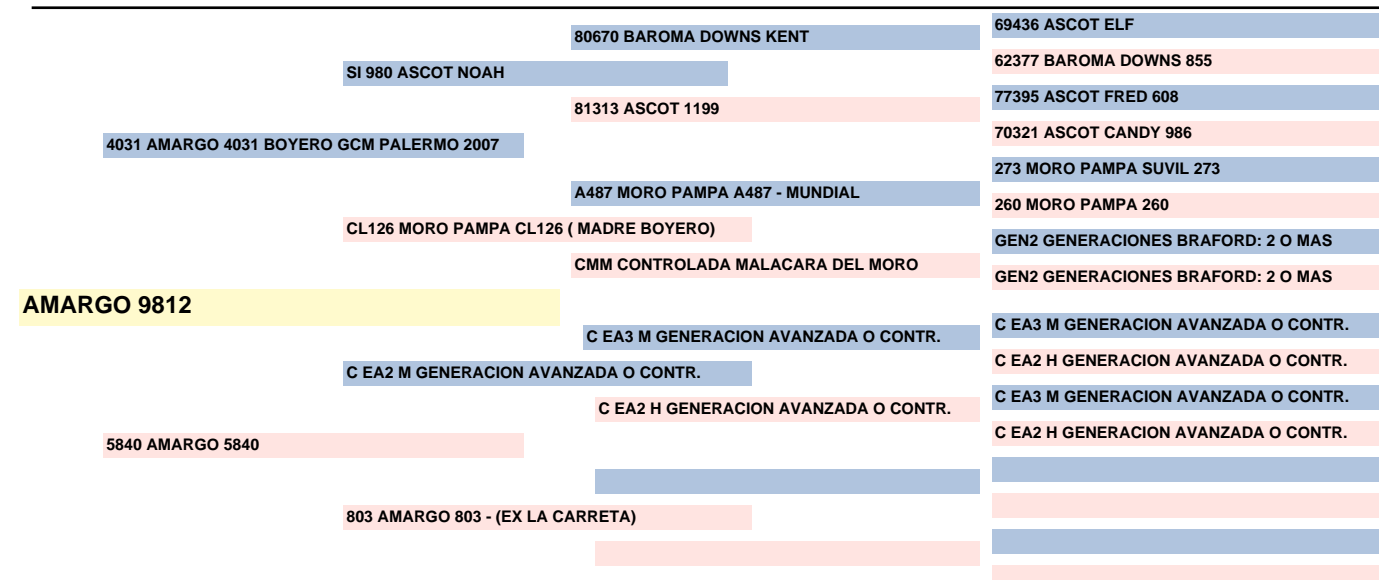 80670 BAROMA DOWNS KENT
69436 ASCOT ELF
62377 BAROMA DOWNS 855
SI 980 ASCOT NOAH
81313 ASCOT 1199
77395 ASCOT FRED 608
70321 ASCOT CANDY 986
4031 AMARGO 4031 BOYERO GCM PALERMO 2007
A487 MORO PAMPA A487 - MUNDIAL
273 MORO PAMPA SUVIL 273
260 MORO PAMPA 260
CL126 MORO PAMPA CL126 ( MADRE BOYERO)
CMM CONTROLADA MALACARA DEL MORO
GEN2 GENERACIONES BRAFORD: 2 O MAS
GEN2 GENERACIONES BRAFORD: 2 O MAS
AMARGO 9812
C EA3 M GENERACION AVANZADA O CONTR.
C EA3 M GENERACION AVANZADA O CONTR.
C EA2 H GENERACION AVANZADA O CONTR.
C EA2 M GENERACION AVANZADA O CONTR.
C EA2 H GENERACION AVANZADA O CONTR.
C EA3 M GENERACION AVANZADA O CONTR.
C EA2 H GENERACION AVANZADA O CONTR.
5840 AMARGO 5840
803 AMARGO 803 - (EX LA CARRETA)